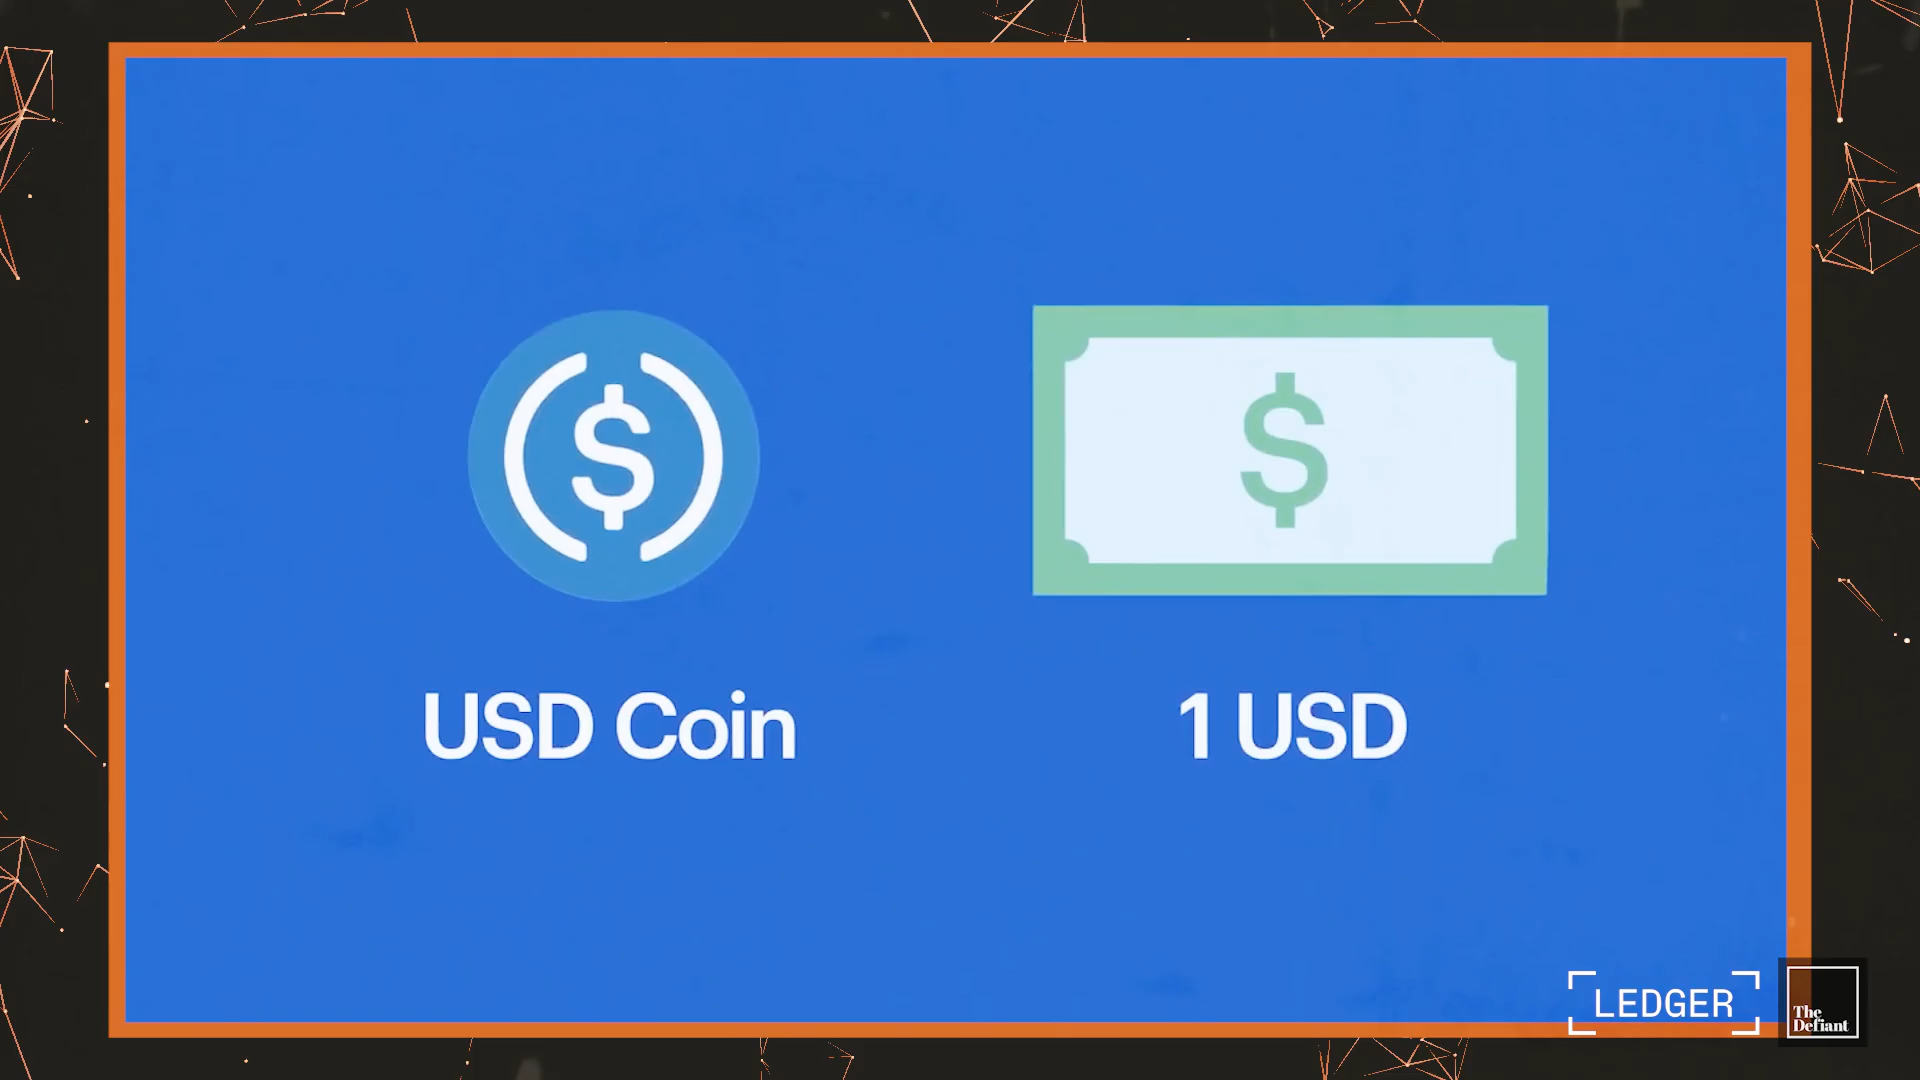 $
$
USD Coin
1 USD
LEDGER
The
Defiant